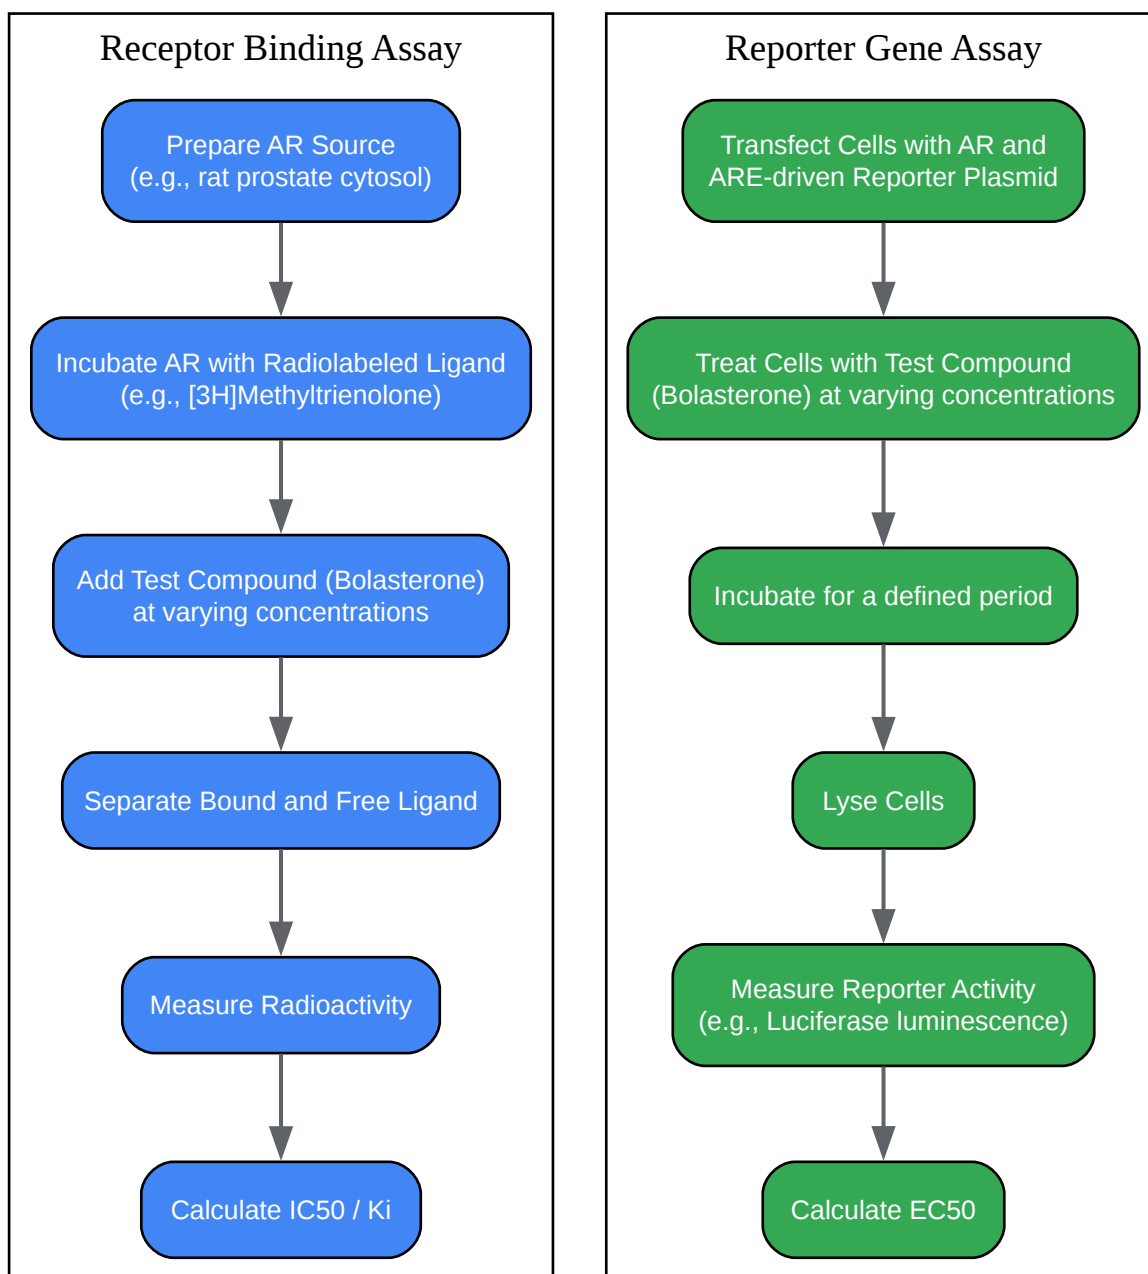 Receptor Binding Assay
Prepare AR Source
(e.g., rat prostate cytosol)
Incubate AR with Radiolabeled Ligand
(e.g., [3H]Methyltrienolone)
Add Test Compound (Bolasterone)
at varying concentrations
Separate Bound and Free Ligand
Measure Radioactivity
Calculate IC50 / Ki
Reporter Gene Assay
Transfect Cells with AR and
ARE-driven Reporter Plasmid
Treat Cells with Test Compound
(Bolasterone) at varying concentrations
Incubate for a defined period
Lyse Cells
Measure Reporter Activity
(e.g., Luciferase luminescence)
Calculate EC50